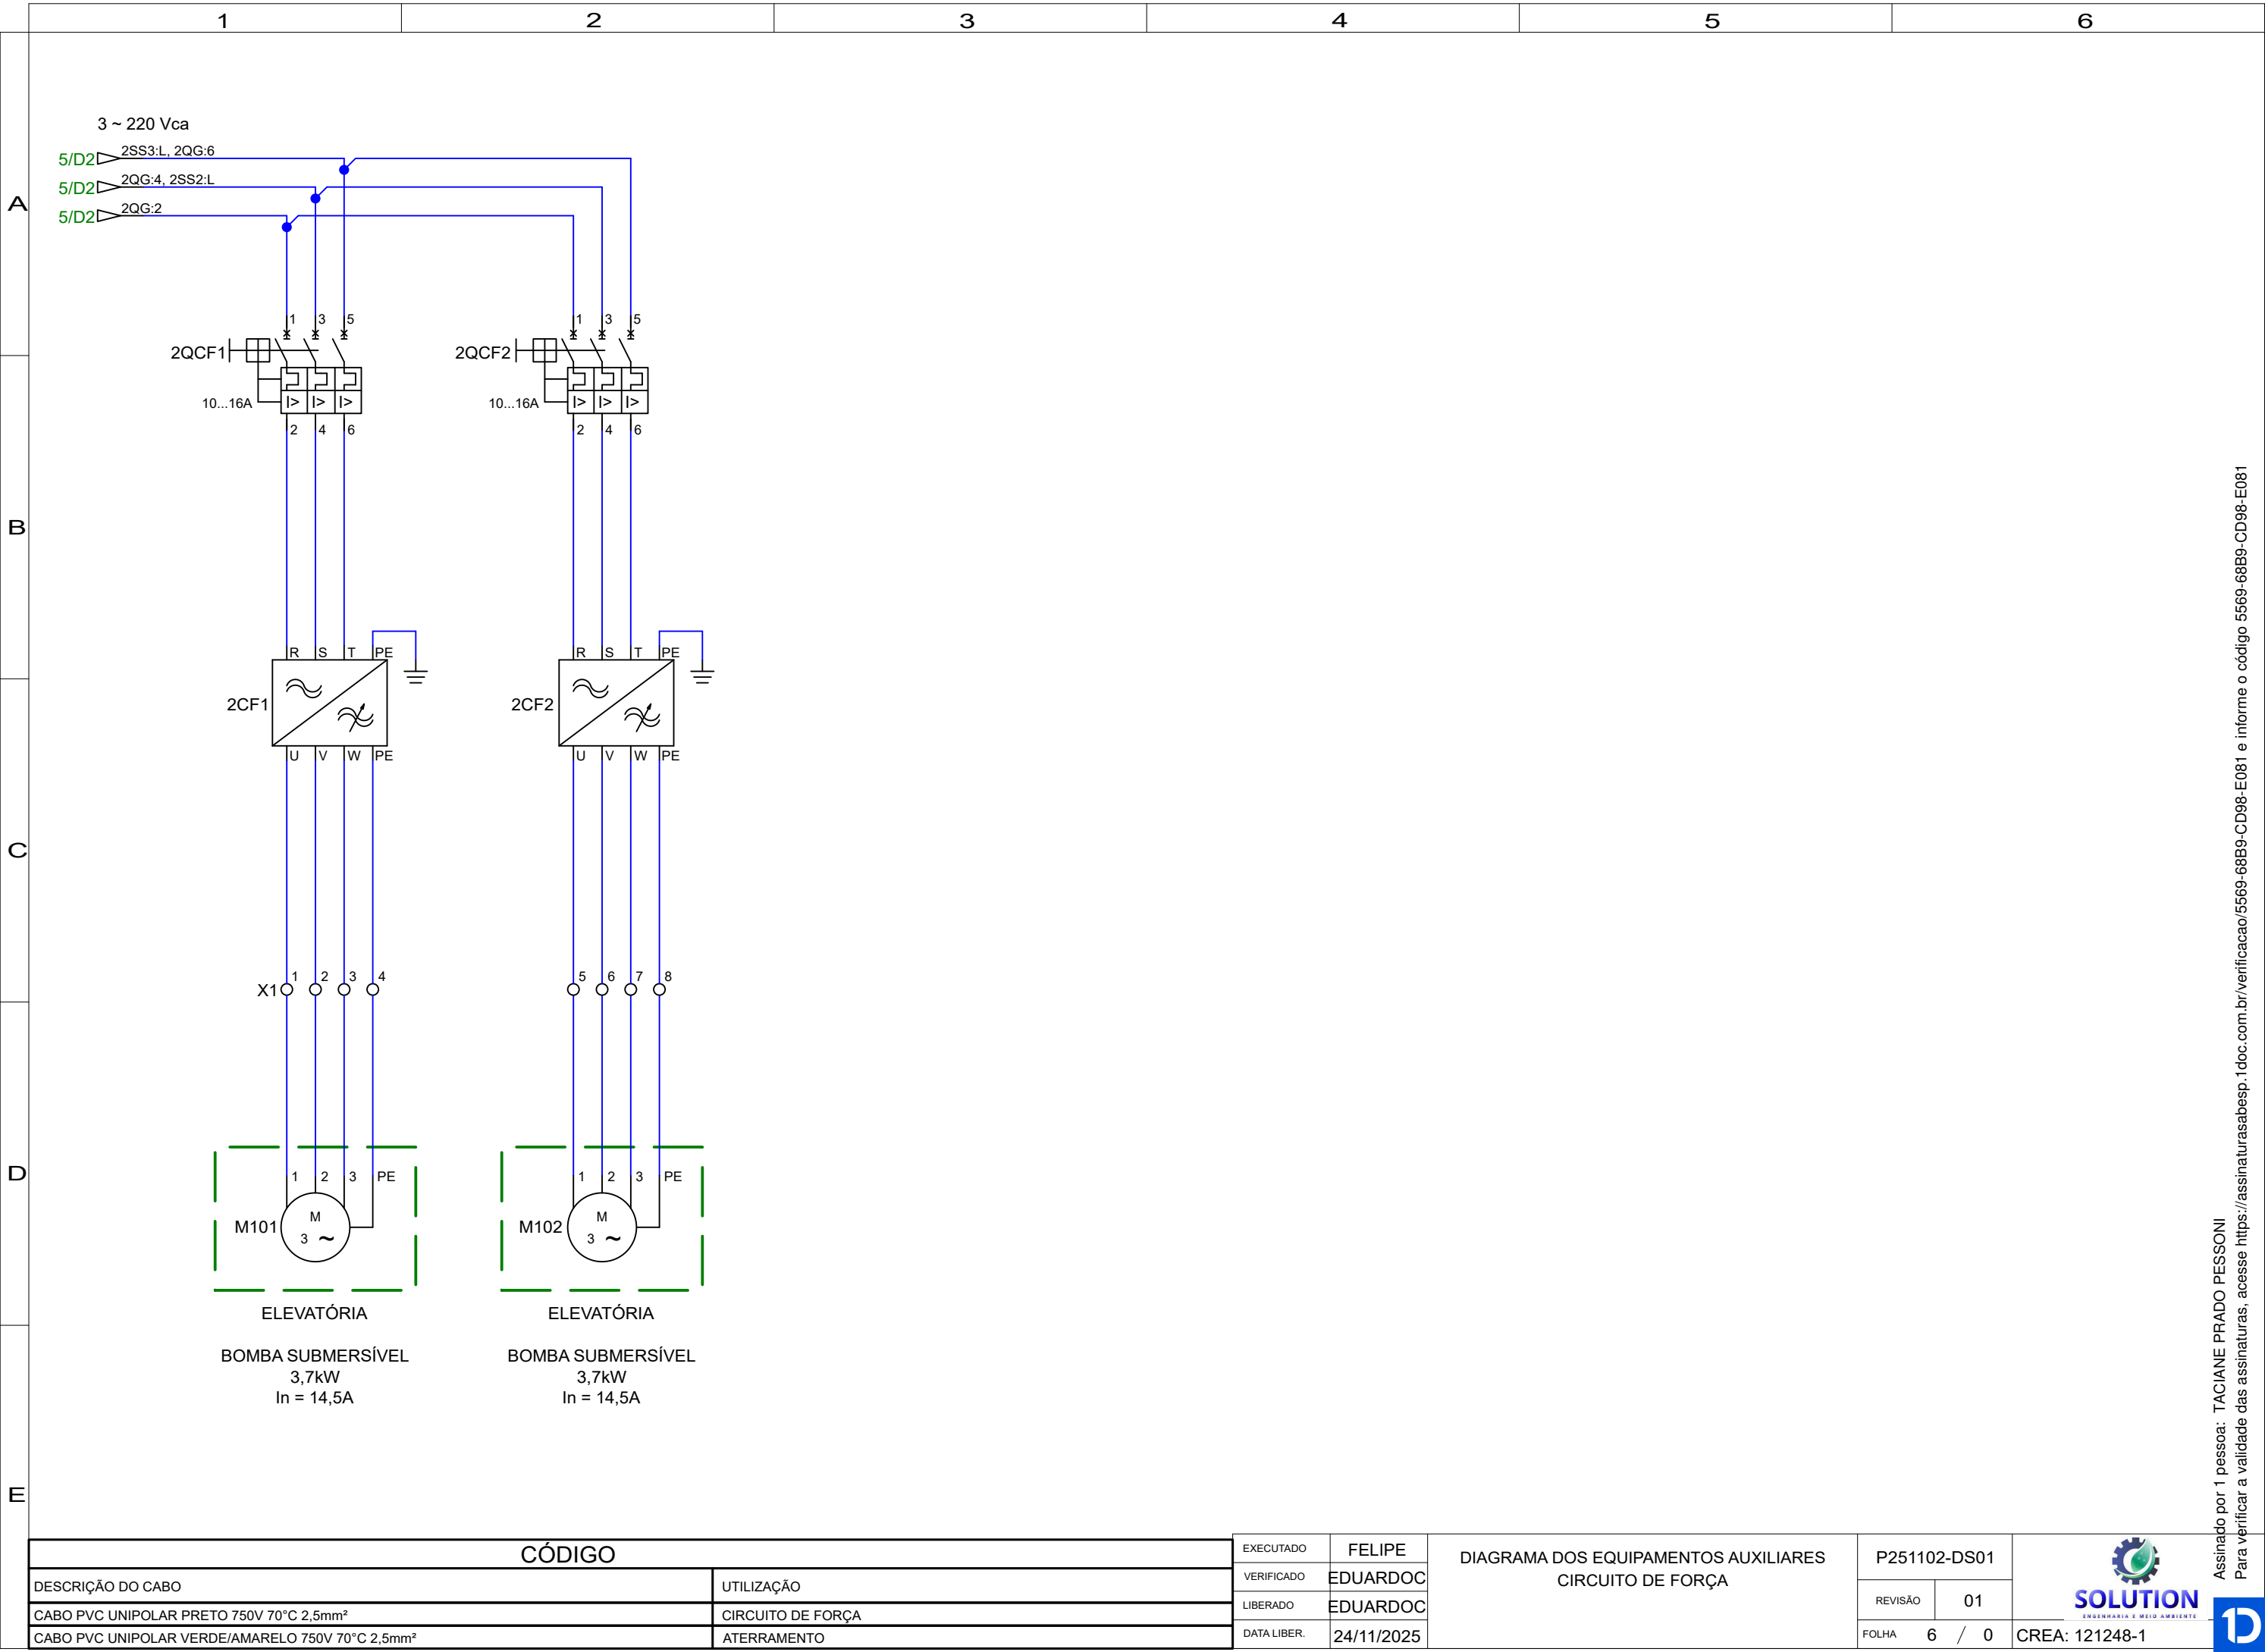 1 2 3 4 5 6
3 ~ 220 Vca
5/D2 2SS3:L, 2QG:6
5/D2 2QG:4, 2SS2:L
A
5/D2 2QG:2
1 3 5 1 3 5
2QCF1 2QCF2
I> I> I> I> I> I>
10...16A 10...16A
2 4 6 2 4 6
B
R S T PE R S T PE
2CF1 2CF2
U V W PE U V W PE
C
X1 1 2 3 4 5 6 7 8
D
1 2 3 PE 1 2 3 PE
M101 M 3 ~ M102 M 3 ~
ELEVATÓRIA ELEVATÓRIA
BOMBA SUBMERSÍVEL BOMBA SUBMERSÍVEL
3,7kW 3,7kW
In = 14,5A In = 14,5A
E
CÓDIGO
DESCRIÇÃO DO CABO UTILIZAÇÃO
CABO PVC UNIPOLAR PRETO 750V 70°C 2,5mm² CIRCUITO DE FORÇA
CABO PVC UNIPOLAR VERDE/AMARELO 750V 70°C 2,5mm² ATERRAMENTO
EXECUTADO FELIPE
VERIFICADO EDUARDOC
LIBERADO EDUARDOC
DATA LIBER. 24/11/2025
DIAGRAMA DOS EQUIPAMENTOS AUXILIARES
CIRCUITO DE FORÇA
P251102-DS01
REVISÃO 01
FOLHA 6 / 0
SOLUTION
ENGENHARIA E MEIO AMBIENTE
CREA: 121248-1
Assinado por 1 pessoa: TACIANE PRADO PESSONI
Para verificar a validade das assinaturas, acesse https://assinaturasabesp.1doc.com.br/verificacao/5569-68B9-CD98-E081 e informe o código 5569-68B9-CD98-E081
1D